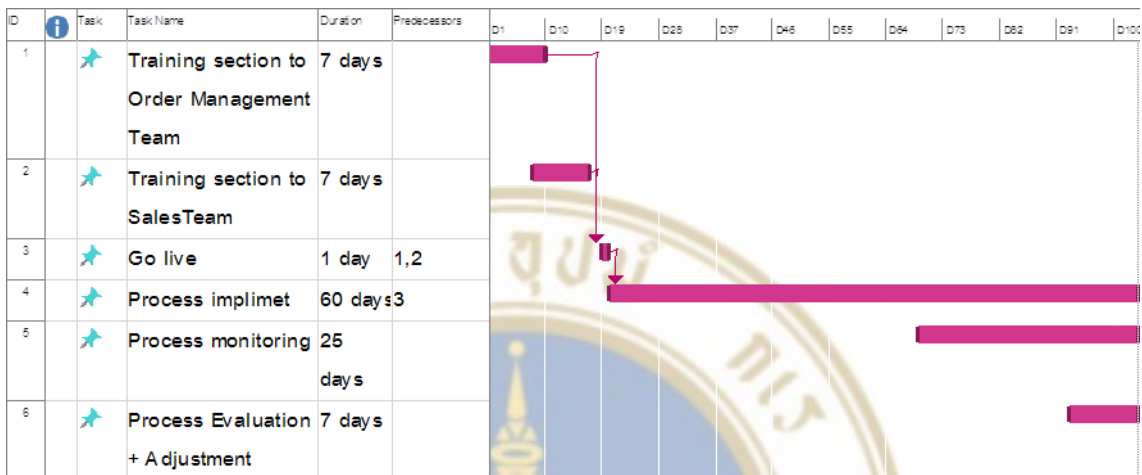 ID Task Task Name Duration Predecessors D1 D10 D19 D28 D37 D46 D55 D64 D73 D82 D91 D100
1 Training section to 7 days
Order Management
Team
2 Training section to 7 days
SalesTeam
3 Go live 1 day 1,2
4 Process implimet 60 days 3
5 Process monitoring 25
days
6 Process Evaluation 7 days
+ Adjustment